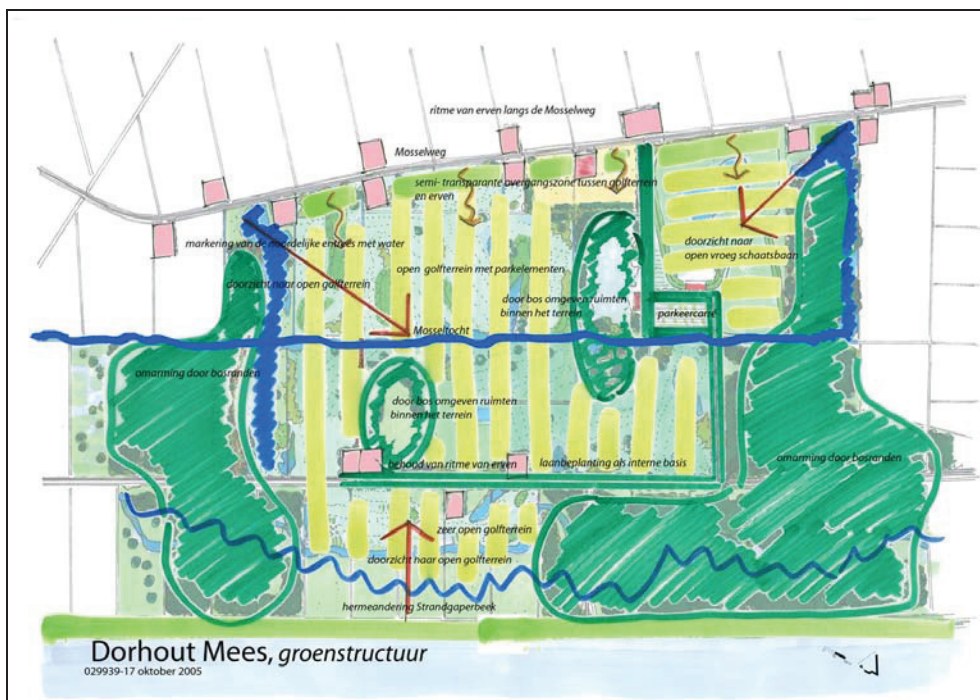 ritme van erven langs de Mosselweg
Mosselweg
semi- transparante overgangszone tussen golfterrein
en erven
markering van de noordelijke entrees met water
doorzicht naar
open vroeg schaatsbaan
open golfterrein met parkelementen
doorzicht naar open golfterrein
door bos omgeven ruimten
binnen het terrein
parkeercarré
Mosseltocht
omarming door bosranden
door bos omgeven ruimten
binnen het terrein
behoud van ritme van erven
laanbeplanting als interne basis
omarming door bosranden
zeer open golfterrein
doorzicht naar open golfterrein
hermeandering Strandgaperbeek
Dorhout Mees, groenstructuur
029939-17 oktober 2005